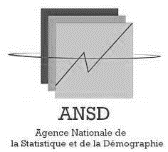 ANSD
Agence Nationale de
la Statistique et de la Démographie